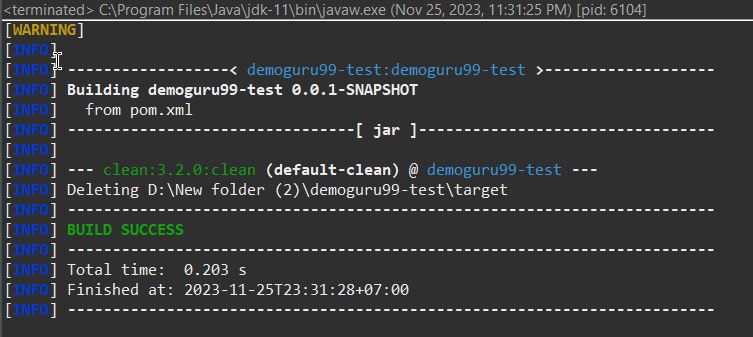 <terminated> C:\Program Files\Java\jdk-11\bin\javaw.exe (Nov 25, 2023, 11:31:25 PM) [pid: 6104]
[WARNING]
[INFO]
[INFO] -----------------< demoguru99-test:demoguru99-test >------------------
[INFO] Building demoguru99-test 0.0.1-SNAPSHOT
[INFO]   from pom.xml
[INFO] --------------------------------[ jar ]---------------------------------
[INFO]
[INFO] --- clean:3.2.0:clean (default-clean) @ demoguru99-test ---
[INFO] Deleting D:\New folder (2)\demoguru99-test\target
[INFO] ------------------------------------------------------------------------
[INFO] BUILD SUCCESS
[INFO] ------------------------------------------------------------------------
[INFO] Total time:  0.203 s
[INFO] Finished at: 2023-11-25T23:31:28+07:00
[INFO] ------------------------------------------------------------------------